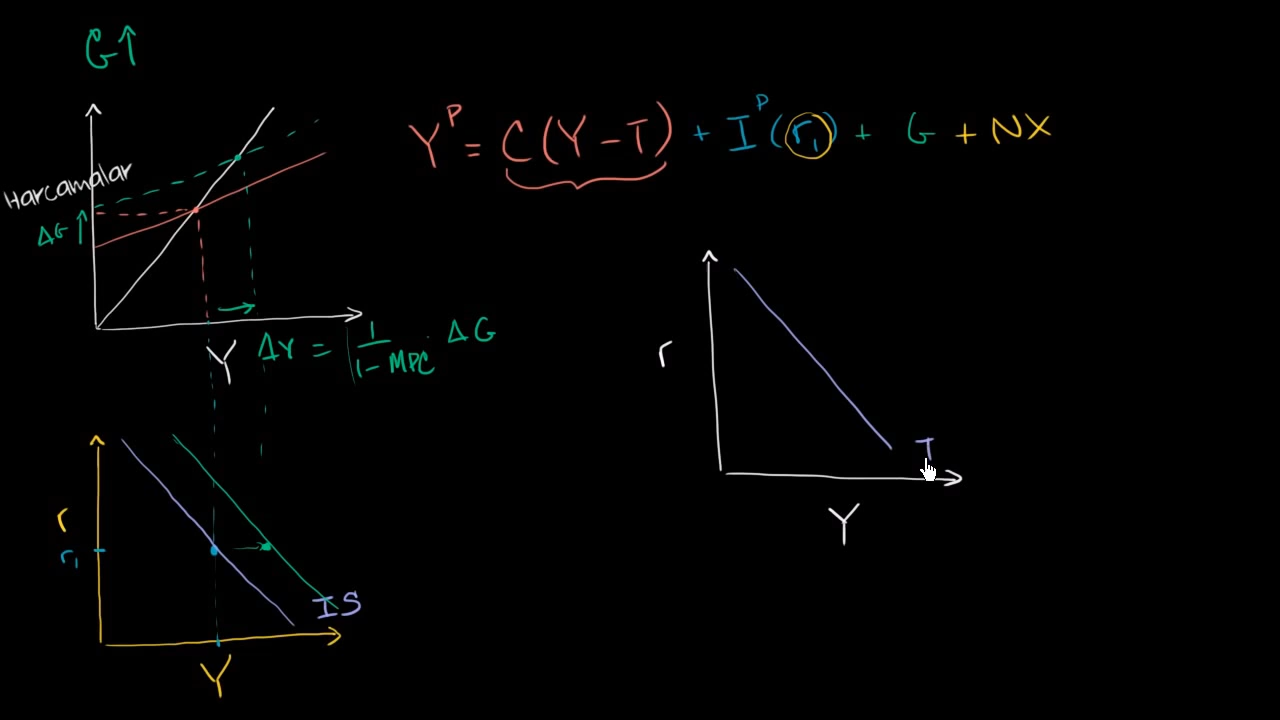 G↑
Y^P = C(Y-T) + I^P(r₁) + G + NX
Harcamalar
ΔG↑
Y
ΔY = (1/(1-MPC)) · ΔG
r
I
Y
r
r₁
IS
Y